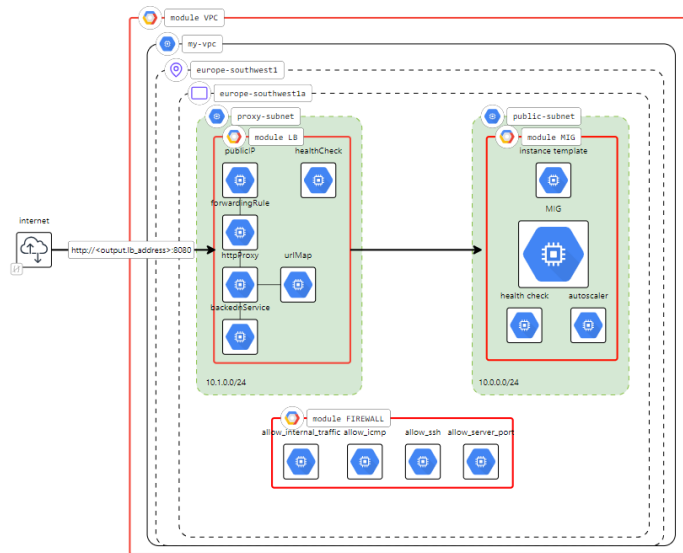 module VPC
my-vpc
europe-southwest1
europe-southwest1a
proxy-subnet
module LB
publicIP
healthCheck
forwardingRule
httpProxy
urlMap
backednService
10.1.0.0/24
internet
http://<output.lb_address>:8080
public-subnet
module MIG
instance template
MIG
health check
autoscaler
10.0.0.0/24
module FIREWALL
allow_internal_traffic
allow_icmp
allow_ssh
allow_server_port